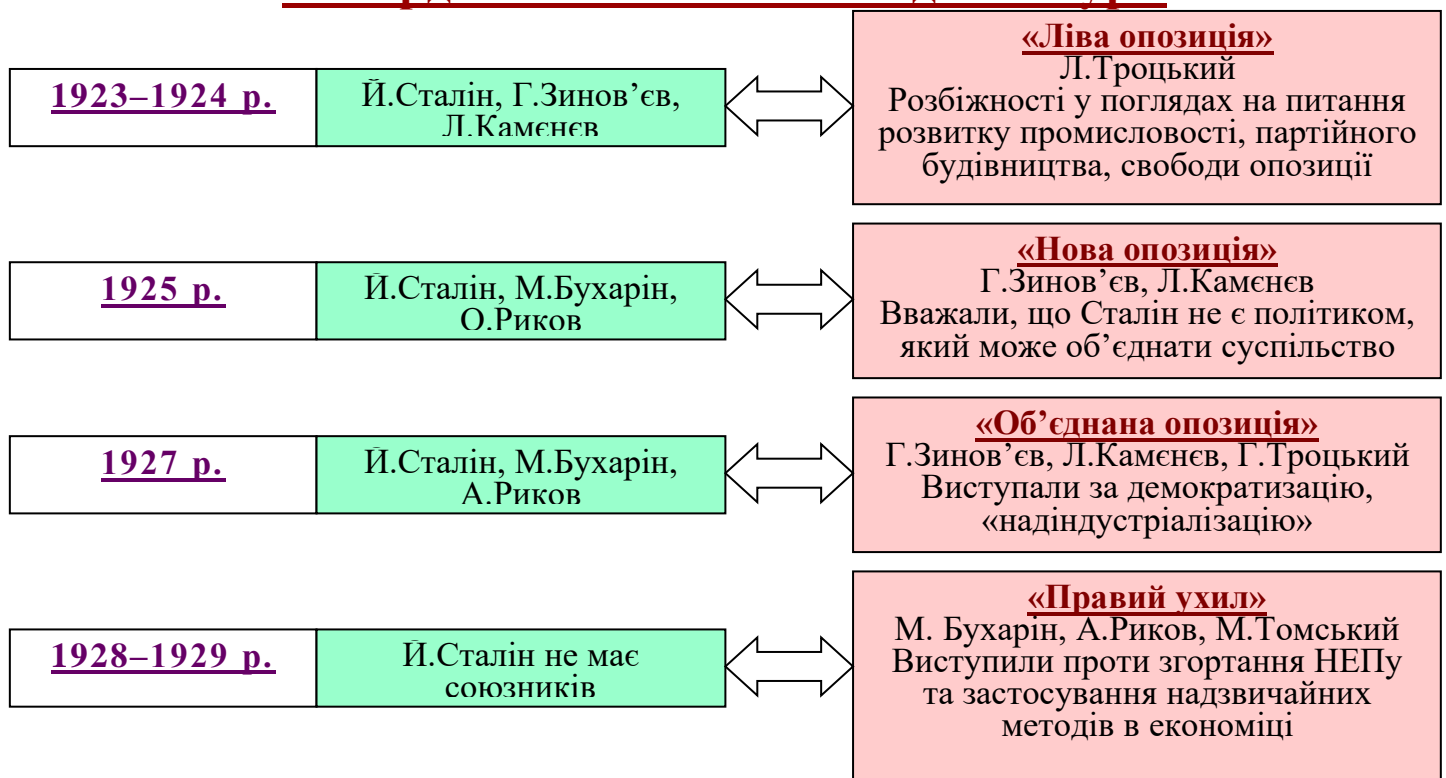 «Ліва опозиція»
1923–1924 р.
Й.Сталін, Г.Зинов’єв,
Л.Камєнєв
Л.Троцький
Розбіжності у поглядах на питання
розвитку промисловості, партійного
будівництва, свободи опозиції
1925 р.
Й.Сталін, М.Бухарін,
О.Риков
«Нова опозиція»
Г.Зинов’єв, Л.Камєнєв
Вважали, що Сталін не є політиком,
який може об’єднати суспільство
1927 р.
Й.Сталін, М.Бухарін,
А.Риков
«Об’єднана опозиція»
Г.Зинов’єв, Л.Камєнєв, Г.Троцький
Виступали за демократизацію,
«надіндустріалізацію»
1928–1929 р.
Й.Сталін не має
союзників
«Правий ухил»
М. Бухарін, А.Риков, М.Томський
Виступили проти згортання НЕПу
та застосування надзвичайних
методів в економіці